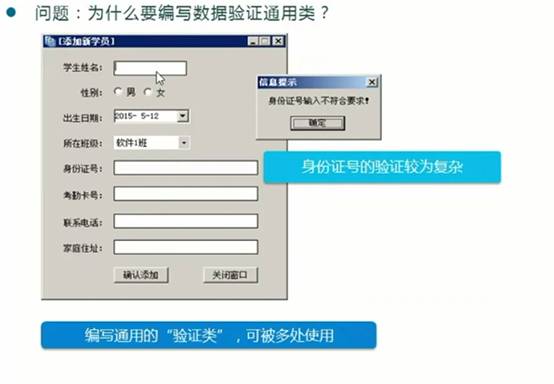 问题：为什么要编写数据验证通用类？
[添加新学员]
学生姓名：
性别： 男 女
出生日期： 2015- 5-12
所在班级： 软件1班
身份证号：
考勤卡号：
联系电话：
家庭住址：
确认添加 关闭窗口
信息提示
身份证号输入不符合要求！
确定
身份证号的验证较为复杂
编写通用的“验证类”，可被多处使用